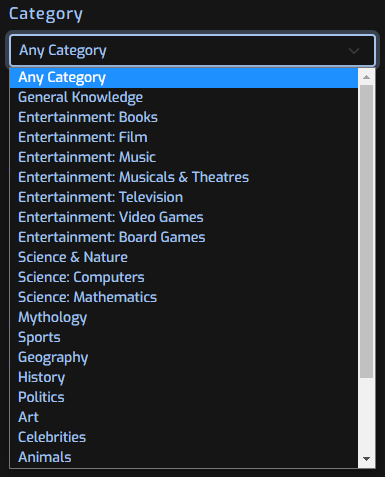 Category
Any Category
Any Category
General Knowledge
Entertainment: Books
Entertainment: Film
Entertainment: Music
Entertainment: Musicals & Theatres
Entertainment: Television
Entertainment: Video Games
Entertainment: Board Games
Science & Nature
Science: Computers
Science: Mathematics
Mythology
Sports
Geography
History
Politics
Art
Celebrities
Animals